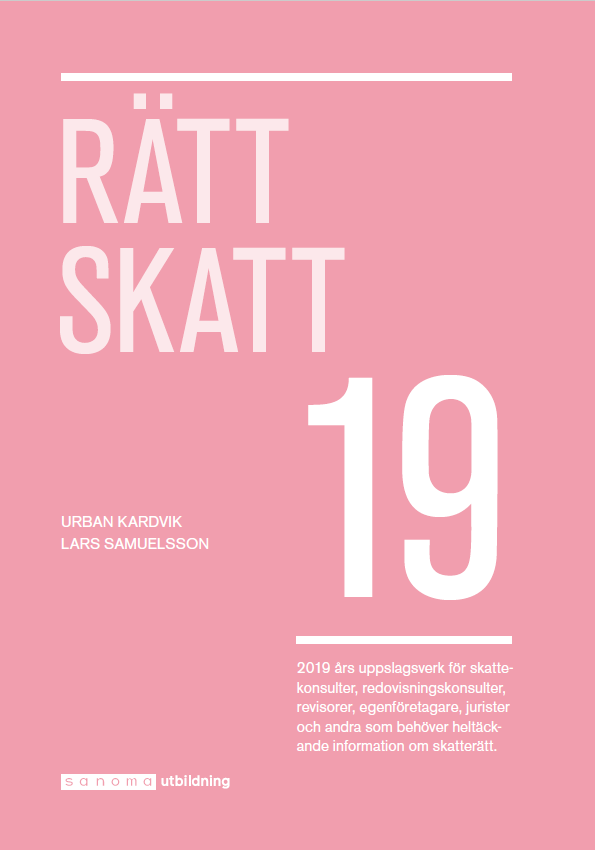 RÄTT
SKATT
19
URBAN KARDVIK
LARS SAMUELSSON
2019 års uppslagsverk för skatte-
konsulter, redovisningskonsulter,
revisorer, egenföretagare, jurister
och andra som behöver heltäck-
ande information om skatterätt.
sanoma utbildning